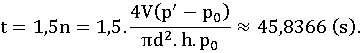 t = 1,5n = 1,5. 4V(p′ − p₀) / πd². h. p₀ ≈ 45,8366 (s).